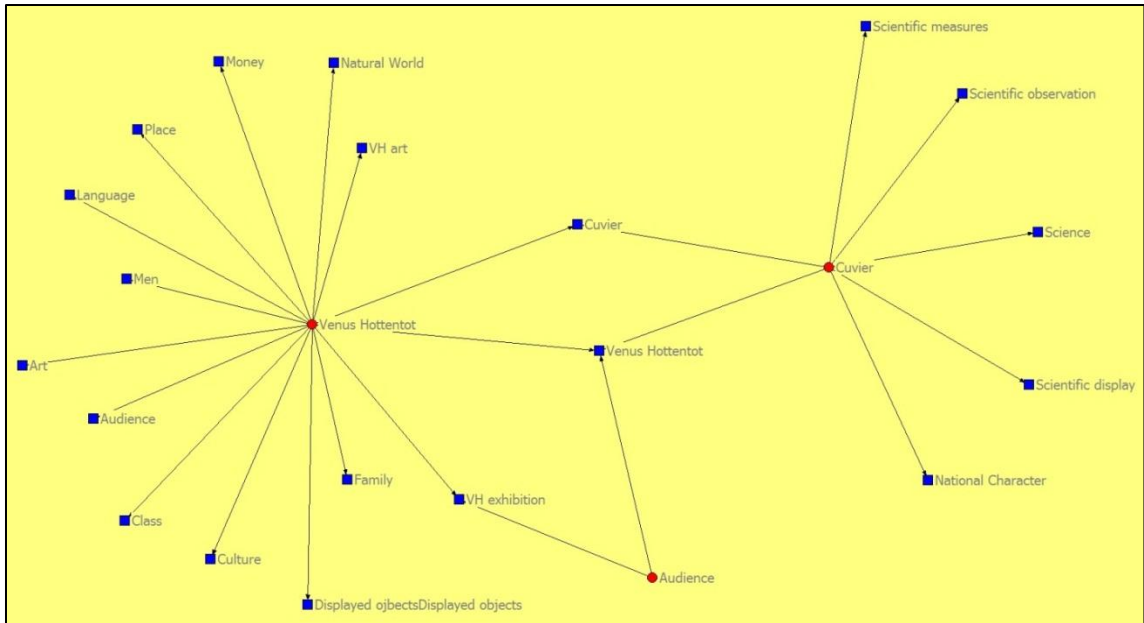 Scientific measures
Money
Natural World
Scientific observation
Place
VH art
Language
Cuvier
Science
Cuvier
Men
Venus Hottentot
Venus Hottentot
Art
Scientific display
Audience
Family
National Character
VH exhibition
Class
Culture
Audience
Displayed ojbectsDisplayed objects